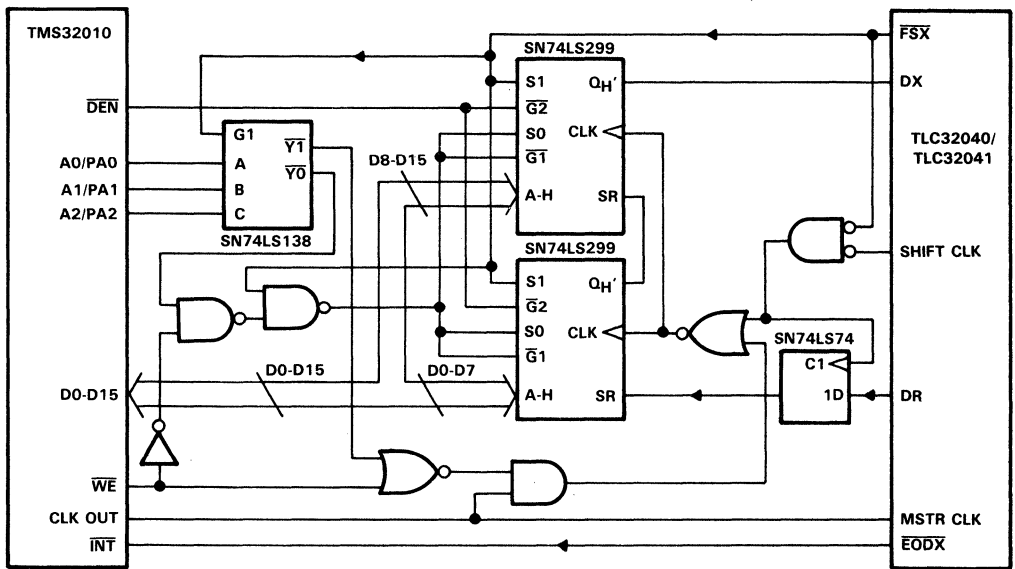 TMS32010
DEN
A0/PA0
A1/PA1
A2/PA2
D0-D15
WE
CLK OUT
INT
G1
A
B
C
Y1
Y0
SN74LS138
D8-D15
D0-D15
D0-D7
SN74LS299
S1
G2
S0
G1
A-H
QH'
CLK
SR
SN74LS299
S1
G2
S0
G1
A-H
QH'
CLK
SR
SN74LS74
C1
1D
FSX
DX
TLC32040/
TLC32041
SHIFT CLK
DR
MSTR CLK
EODX